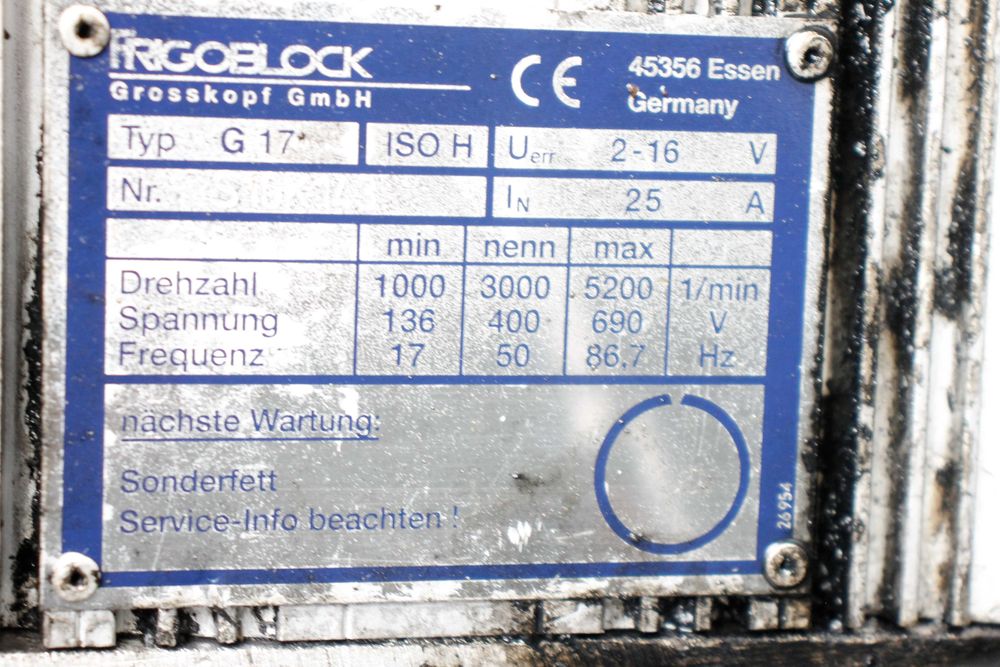 FRIGOBLOCK
Grosskopf GmbH
CE
45356 Essen
Germany
Typ G 17 ISO H Uerr 2-16 V
Nr. IN 25 A
min nenn max
Drehzahl 1000 3000 5200 1/min
Spannung 136 400 690 V
Frequenz 17 50 86,7 Hz
nächste Wartung:
Sonderfett
Service-Info beachten !
26954